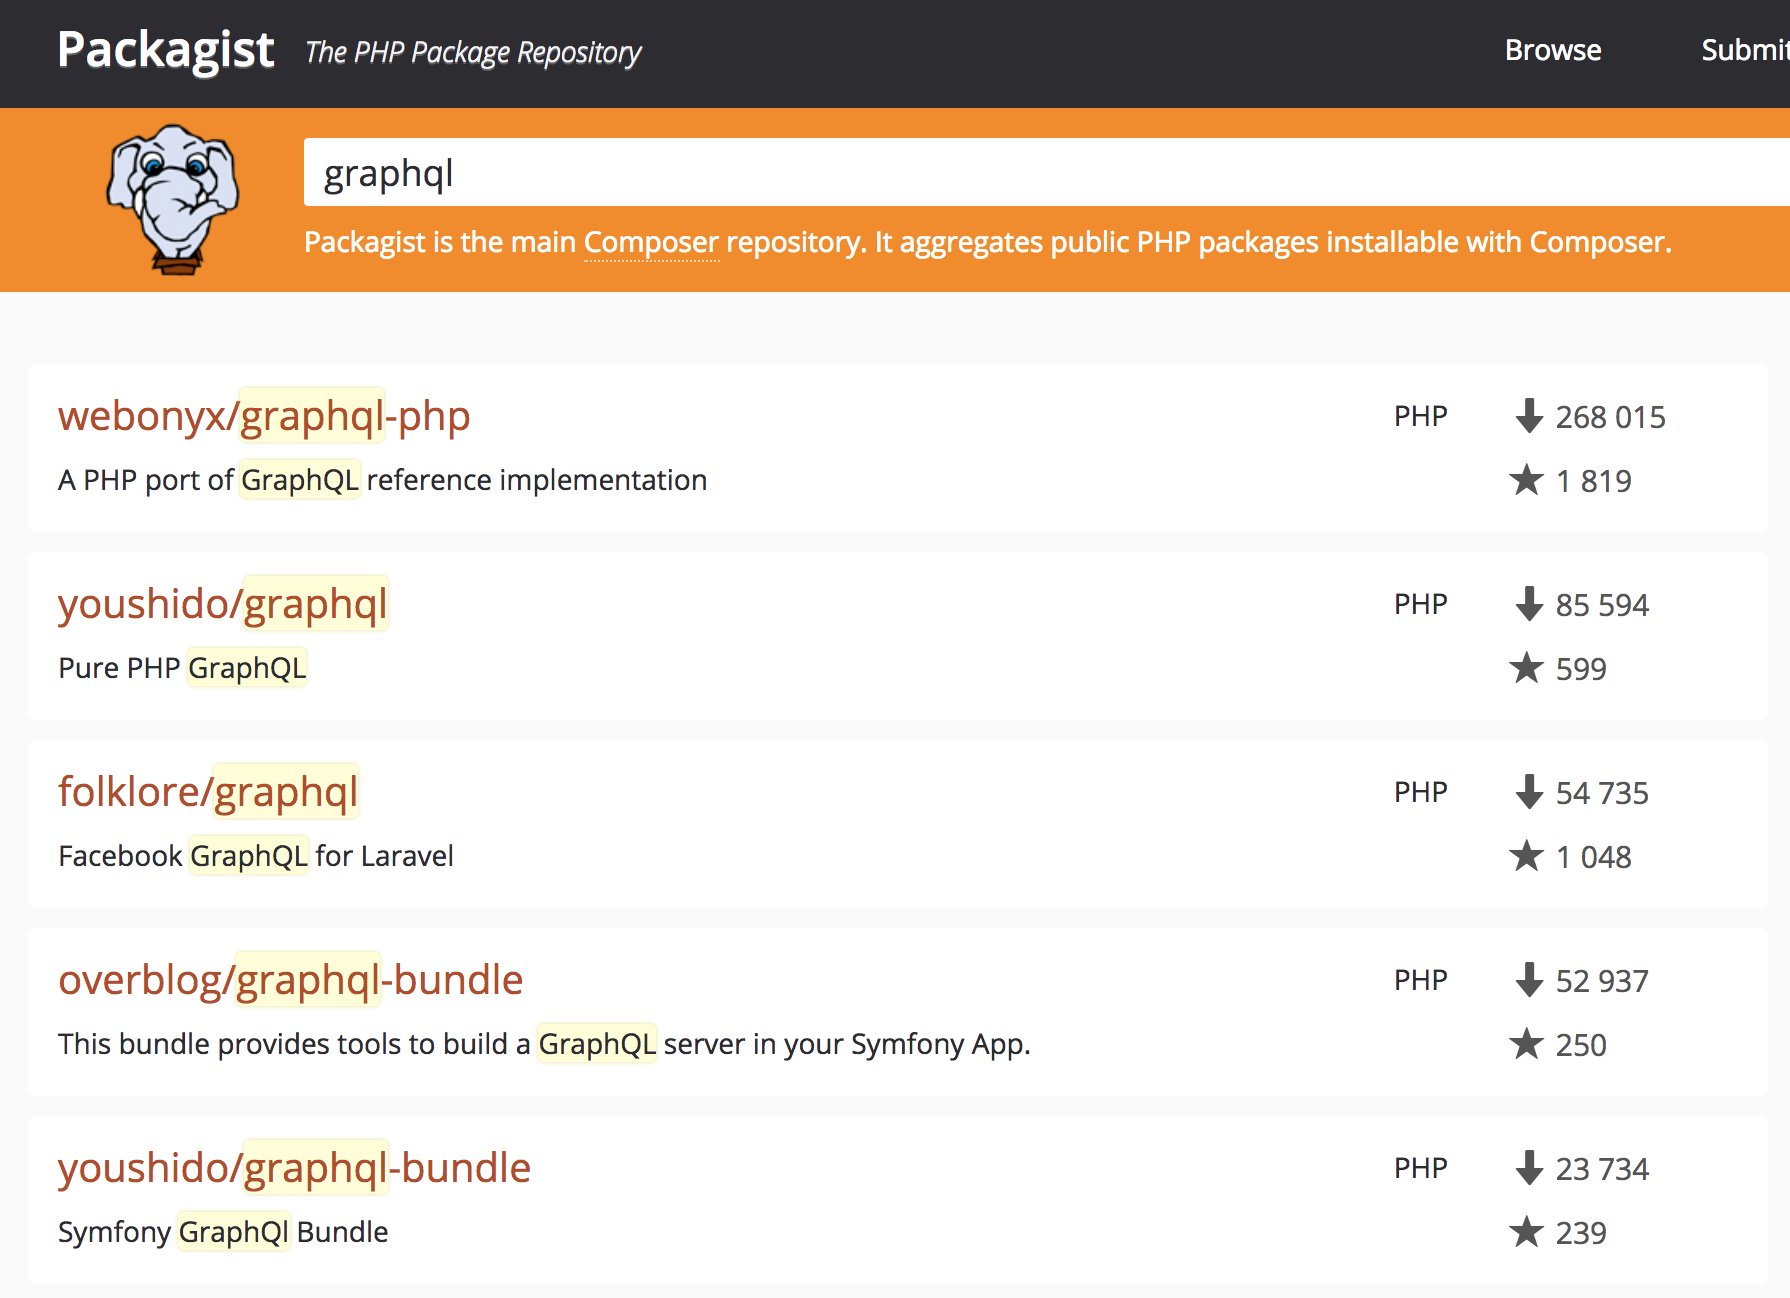 Packagist The PHP Package Repository Browse Submit
graphql
Packagist is the main Composer repository. It aggregates public PHP packages installable with Composer.
webonyx/graphql-php PHP 268 015
A PHP port of GraphQL reference implementation 1 819
youshido/graphql PHP 85 594
Pure PHP GraphQL 599
folklore/graphql PHP 54 735
Facebook GraphQL for Laravel 1 048
overblog/graphql-bundle PHP 52 937
This bundle provides tools to build a GraphQL server in your Symfony App. 250
youshido/graphql-bundle PHP 23 734
Symfony GraphQl Bundle 239